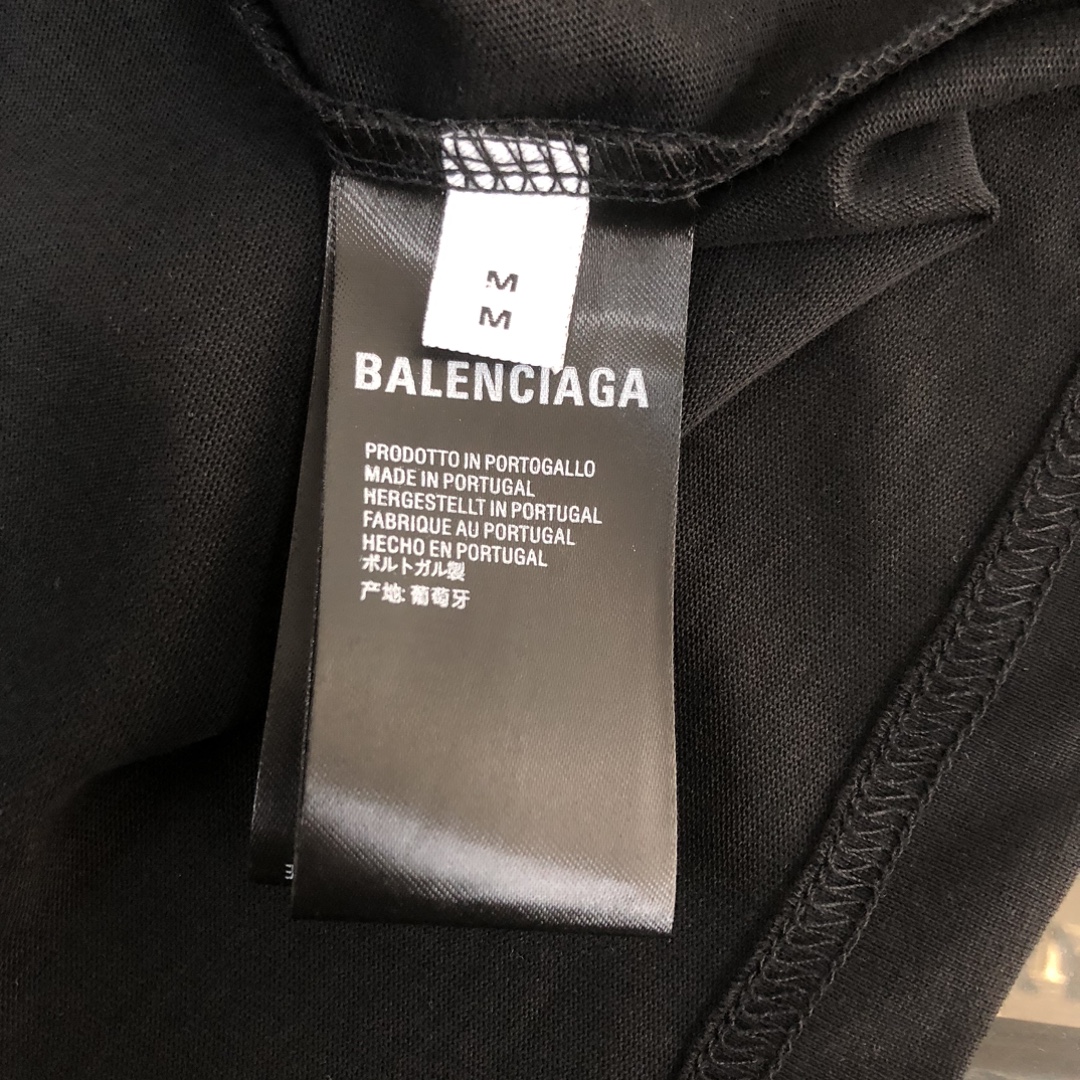 M
M
BALENCIAGA
PRODOTTO IN PORTOGALLO
MADE IN PORTUGAL
HERGESTELLT IN PORTUGAL
FABRIQUE AU PORTUGAL
HECHO EN PORTUGAL
ポルトガル製
产地: 葡萄牙